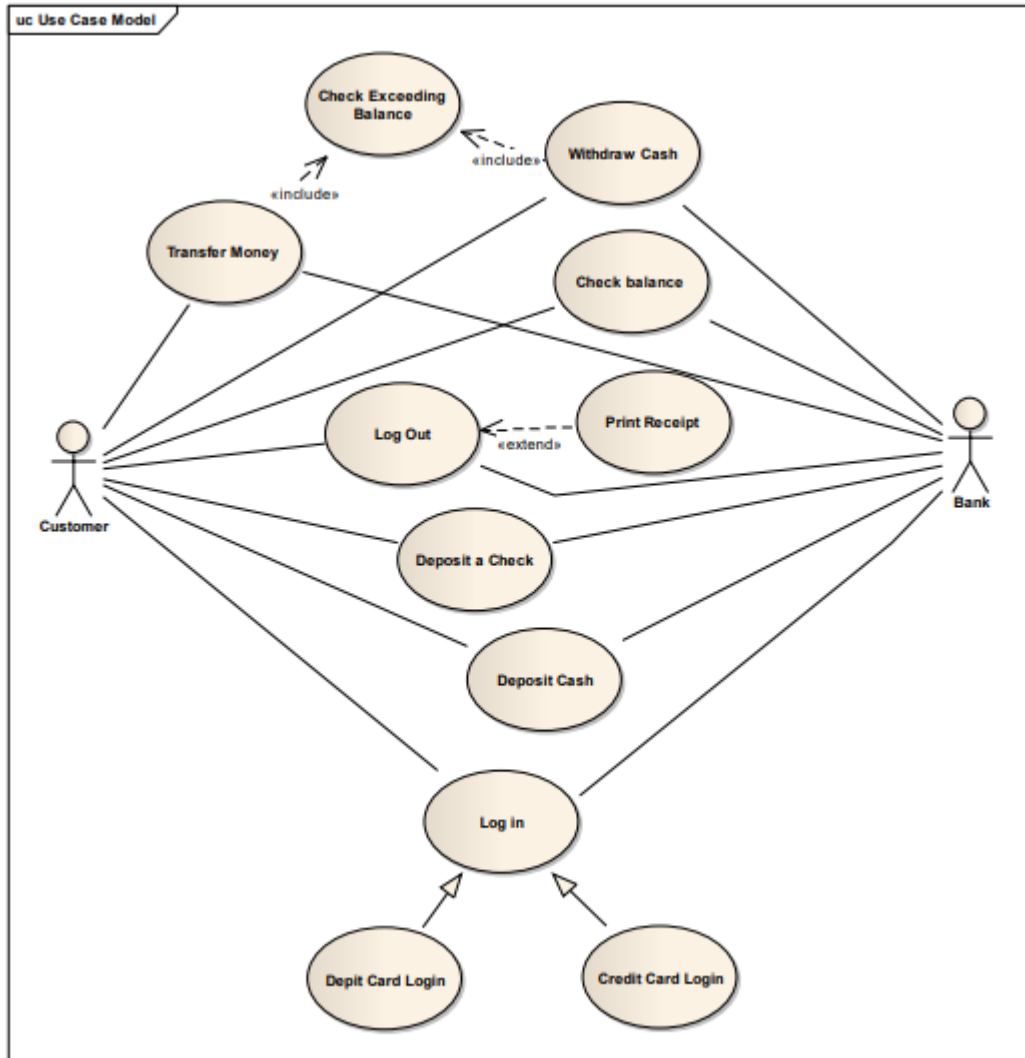 uc Use Case Model
Check Exceeding
Balance
Withdraw Cash
«include»
«include»
Transfer Money
Check balance
Print Receipt
Log Out
«extend»
Customer
Bank
Deposit a Check
Deposit Cash
Log in
Depit Card Login
Credit Card Login